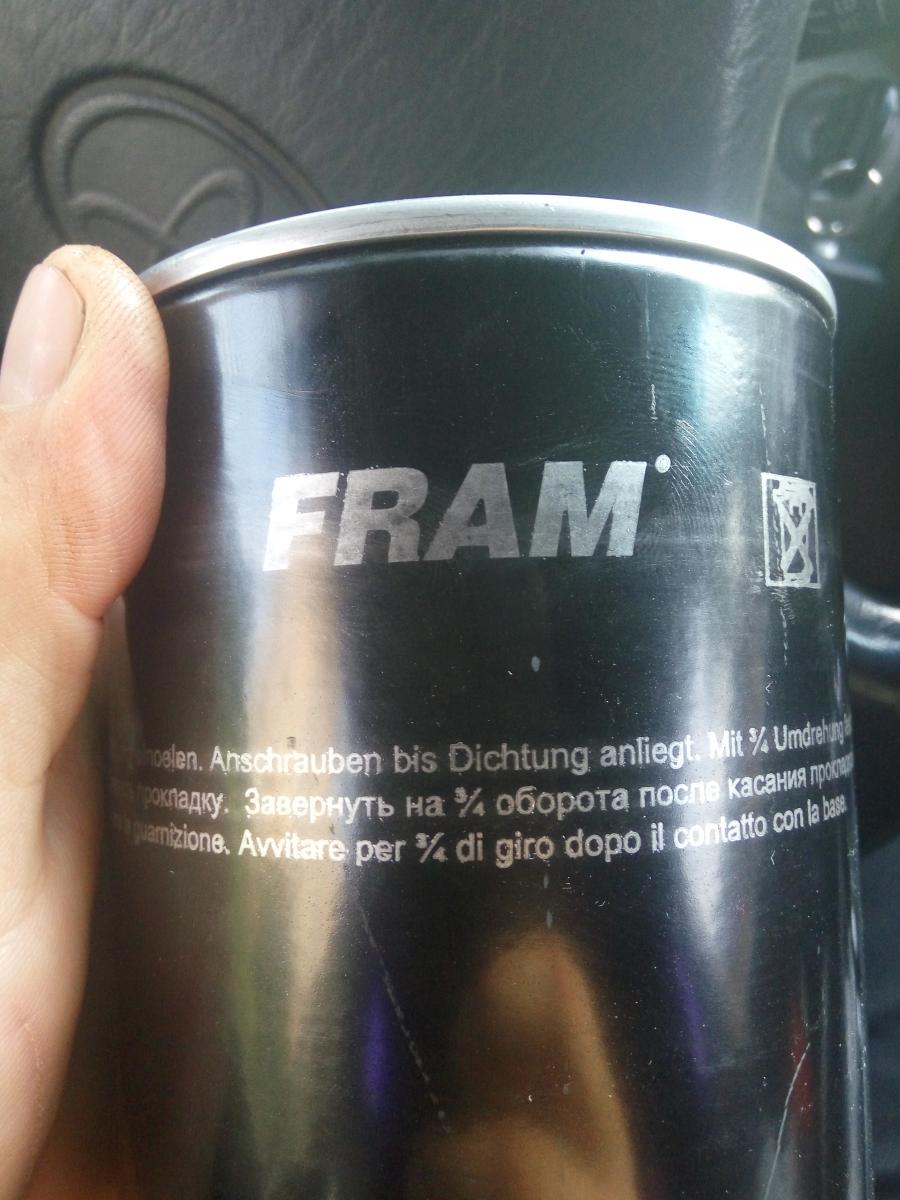 FRAM®
Anschrauben bis Dichtung anliegt. Mit ¾ Umdrehung
прокладку. Завернуть на ¾ оборота после касания
guarnizione. Avvitare per ¾ di giro dopo il contatto con la base.